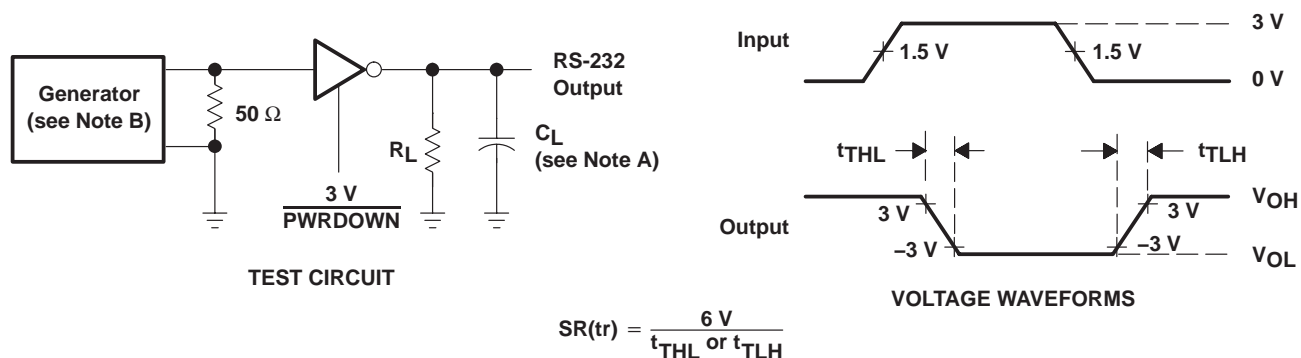 Generator
(see Note B)
50 Ω
3 V
PWRDOWN
RL
CL
(see Note A)
RS-232
Output
TEST CIRCUIT
Input
1.5 V
1.5 V
3 V
0 V
tTHL
tTLH
Output
3 V
–3 V
3 V
–3 V
VOH
VOL
VOLTAGE WAVEFORMS
SR(tr) = 6 V
tTHL or tTLH